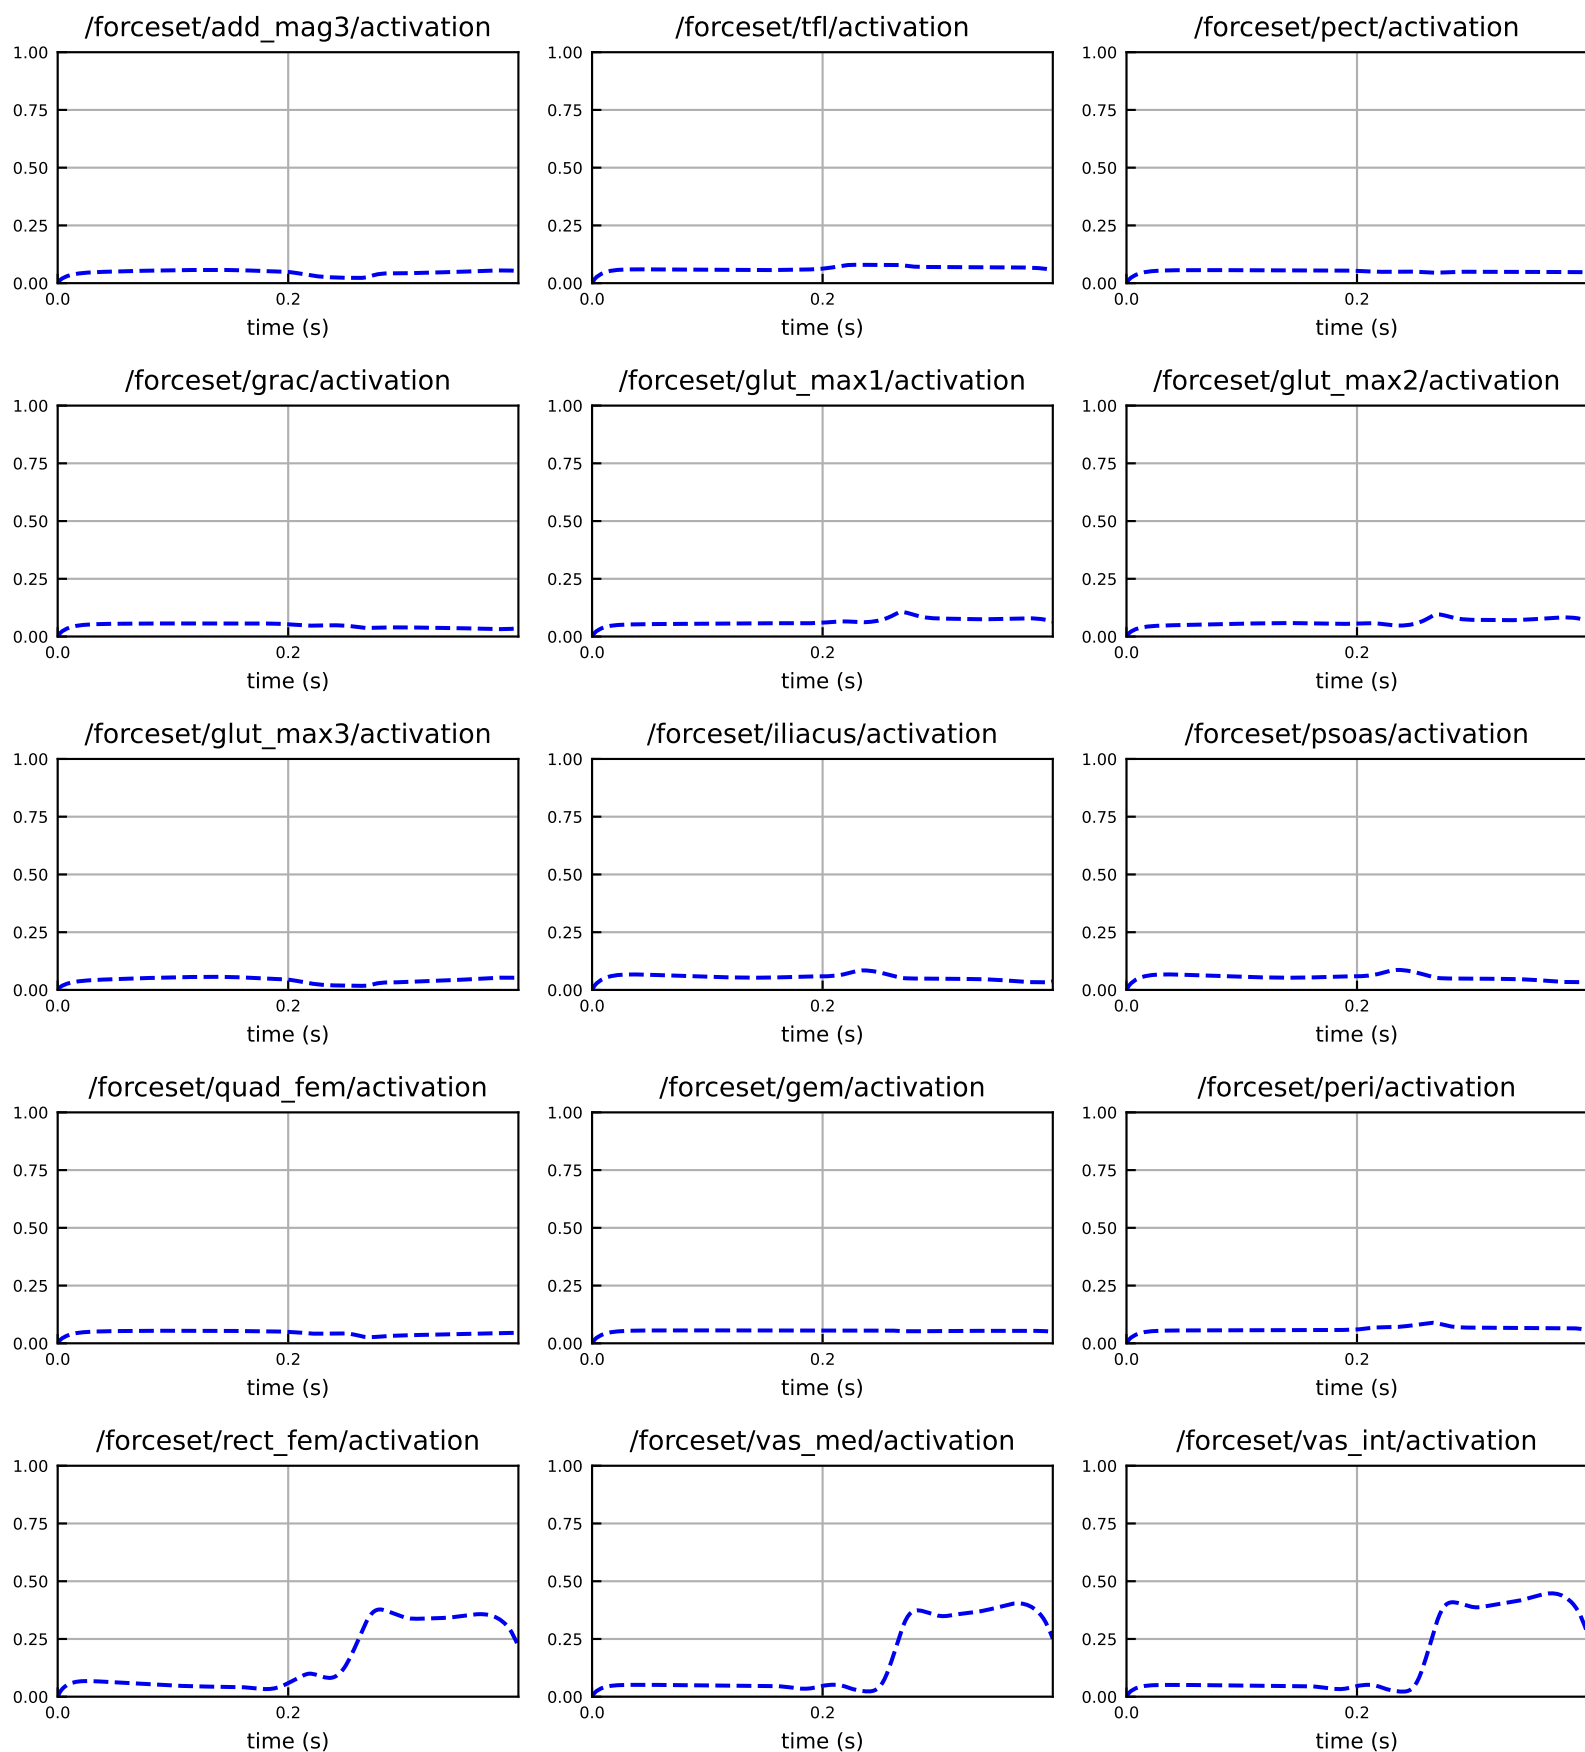 /forceset/add_mag3/activation /forceset/tfl/activation /forceset/pect/activation
1.00 1.00 1.00
0.75 0.75 0.75
0.50 0.50 0.50
0.25 0.25 0.25
0.00 0.00 0.00
0.0 0.2 0.0 0.2 0.0 0.2
time (s) time (s) time (s)
/forceset/grac/activation /forceset/glut_max1/activation /forceset/glut_max2/activation
1.00 1.00 1.00
0.75 0.75 0.75
0.50 0.50 0.50
0.25 0.25 0.25
0.00 0.00 0.00
0.0 0.2 0.0 0.2 0.0 0.2
time (s) time (s) time (s)
/forceset/glut_max3/activation /forceset/iliacus/activation /forceset/psoas/activation
1.00 1.00 1.00
0.75 0.75 0.75
0.50 0.50 0.50
0.25 0.25 0.25
0.00 0.00 0.00
0.0 0.2 0.0 0.2 0.0 0.2
time (s) time (s) time (s)
/forceset/quad_fem/activation /forceset/gem/activation /forceset/peri/activation
1.00 1.00 1.00
0.75 0.75 0.75
0.50 0.50 0.50
0.25 0.25 0.25
0.00 0.00 0.00
0.0 0.2 0.0 0.2 0.0 0.2
time (s) time (s) time (s)
/forceset/rect_fem/activation /forceset/vas_med/activation /forceset/vas_int/activation
1.00 1.00 1.00
0.75 0.75 0.75
0.50 0.50 0.50
0.25 0.25 0.25
0.00 0.00 0.00
0.0 0.2 0.0 0.2 0.0 0.2
time (s) time (s) time (s)